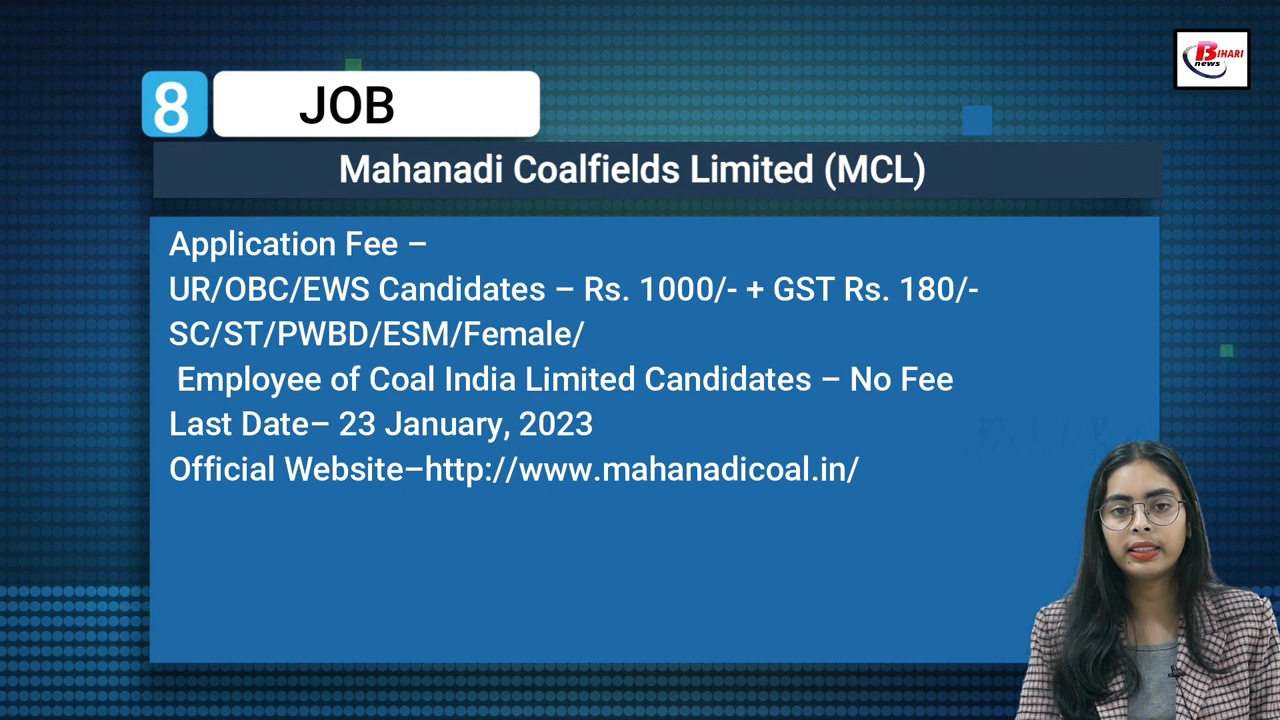 BIHARI
news
8
JOB
Mahanadi Coalfields Limited (MCL)
Application Fee –
UR/OBC/EWS Candidates – Rs. 1000/- + GST Rs. 180/-
SC/ST/PWBD/ESM/Female/
Employee of Coal India Limited Candidates – No Fee
Last Date– 23 January, 2023
Official Website–http://www.mahanadicoal.in/